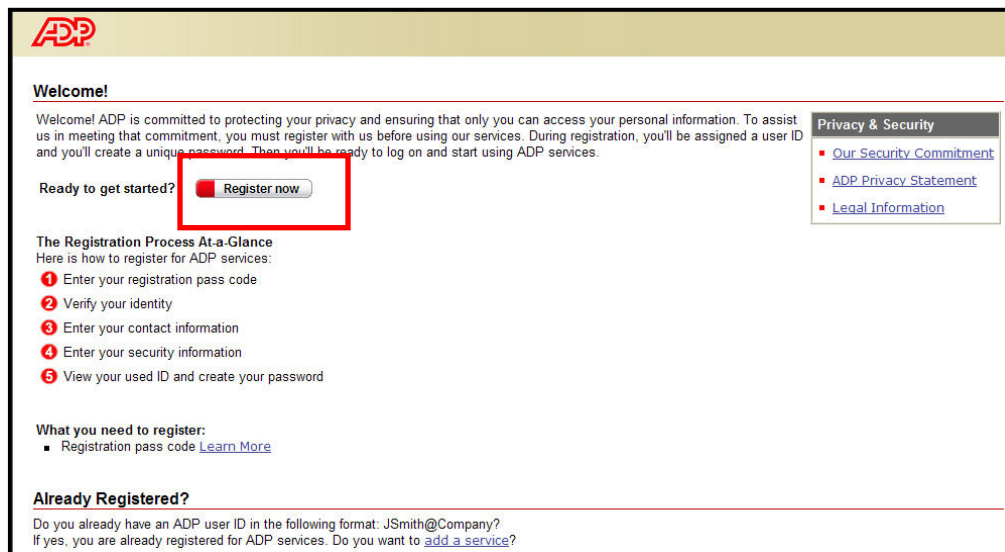 ADP
Welcome!
Welcome! ADP is committed to protecting your privacy and ensuring that only you can access your personal information. To assist
us in meeting that commitment, you must register with us before using our services. During registration, you'll be assigned a user ID
and you'll create a unique password. Then you'll be ready to log on and start using ADP services.
Privacy & Security
Our Security Commitment
ADP Privacy Statement
Legal Information
Ready to get started? Register now
The Registration Process At-a-Glance
Here is how to register for ADP services:
1 Enter your registration pass code
2 Verify your identity
3 Enter your contact information
4 Enter your security information
5 View your used ID and create your password
What you need to register:
Registration pass code Learn More
Already Registered?
Do you already have an ADP user ID in the following format: JSmith@Company?
If yes, you are already registered for ADP services. Do you want to add a service?